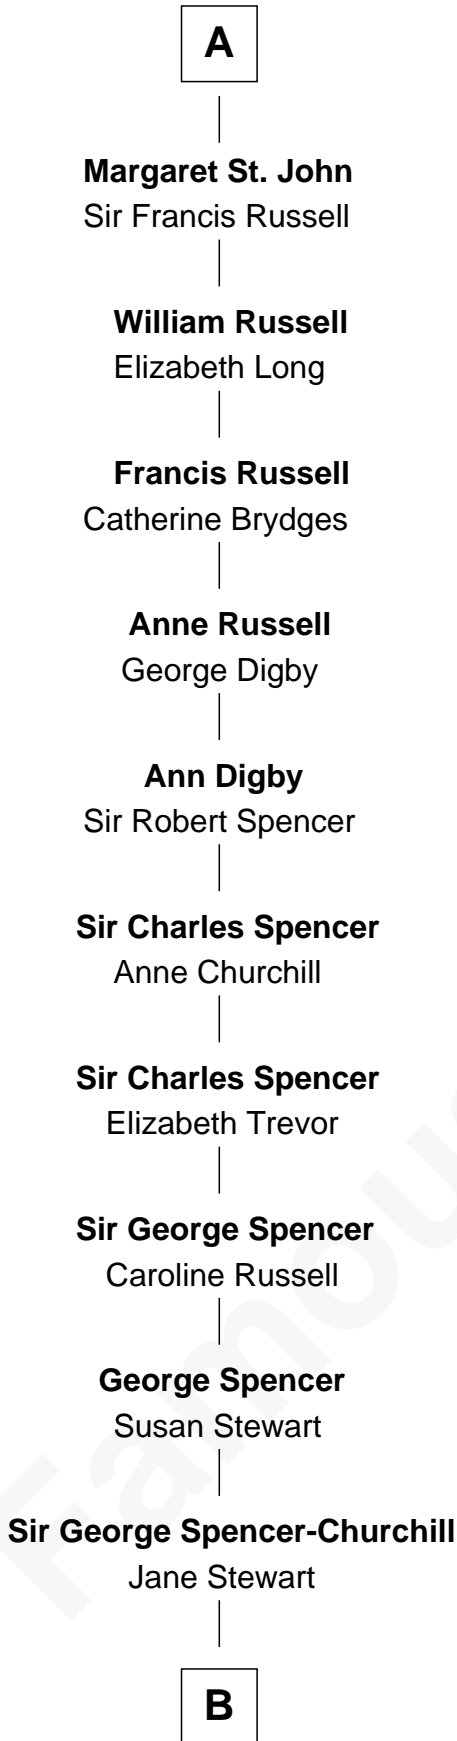 A
Margaret St. John
Sir Francis Russell
William Russell
Elizabeth Long
Francis Russell
Catherine Brydges
Anne Russell
George Digby
Ann Digby
Sir Robert Spencer
Sir Charles Spencer
Anne Churchill
Sir Charles Spencer
Elizabeth Trevor
Sir George Spencer
Caroline Russell
George Spencer
Susan Stewart
Sir George Spencer-Churchill
Jane Stewart
B
Famou